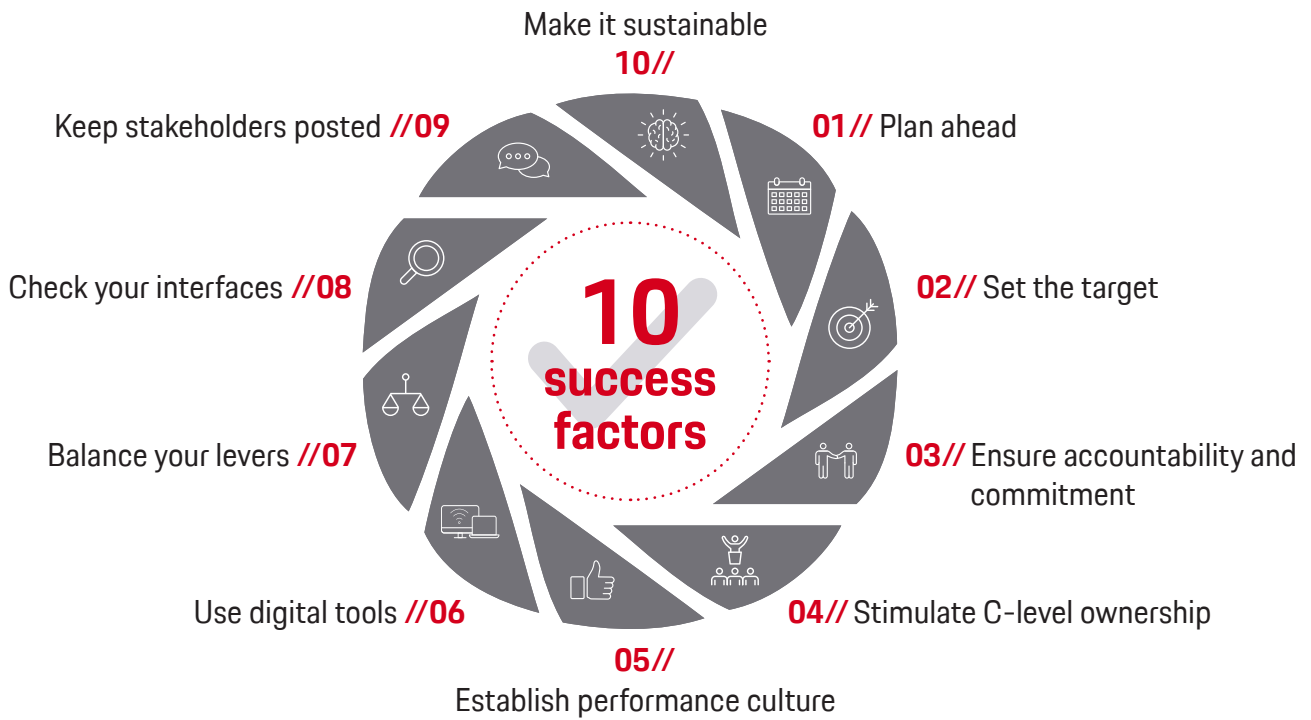 10
success
factors
01// Plan ahead
02// Set the target
03// Ensure accountability and
commitment
04// Stimulate C-level ownership
05//
Establish performance culture
Use digital tools //06
Balance your levers //07
Check your interfaces //08
Keep stakeholders posted //09
Make it sustainable
10//